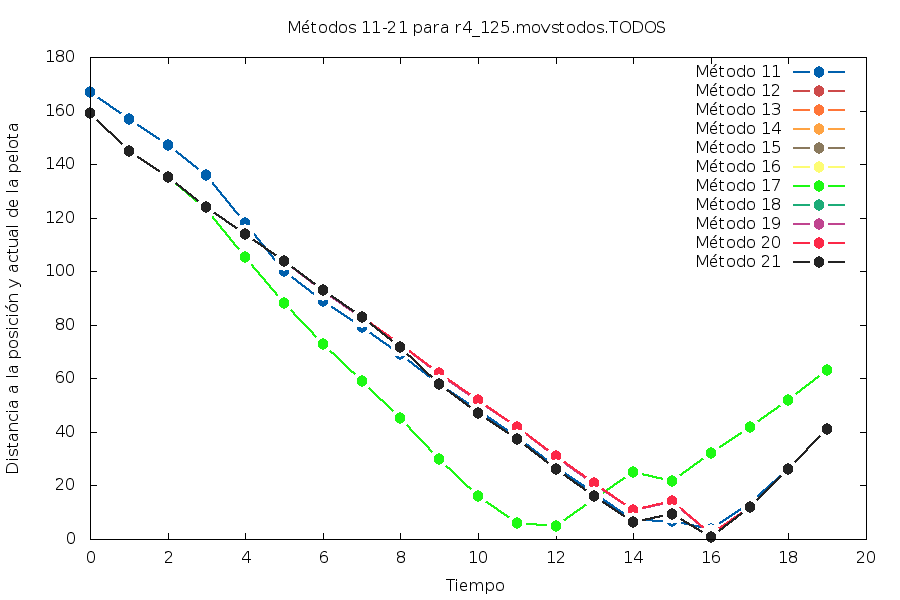 Métodos 11-21 para r4_125.movstodos.TODOS
Distancia a la posición y actual de la pelota
180
160
140
120
100
80
60
40
20
0
Método 11
Método 12
Método 13
Método 14
Método 15
Método 16
Método 17
Método 18
Método 19
Método 20
Método 21
0 2 4 6 8 10 12 14 16 18 20
Tiempo